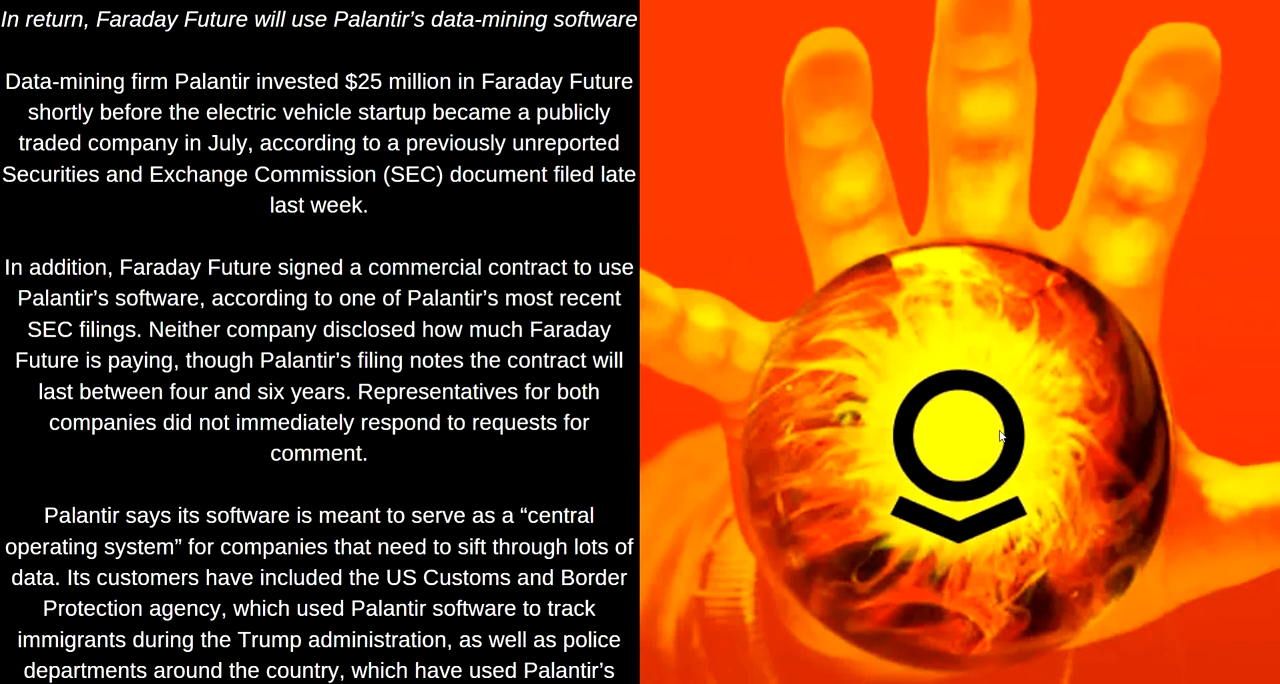 In return, Faraday Future will use Palantir’s data-mining software
Data-mining firm Palantir invested $25 million in Faraday Future
shortly before the electric vehicle startup became a publicly
traded company in July, according to a previously unreported
Securities and Exchange Commission (SEC) document filed late
last week.
In addition, Faraday Future signed a commercial contract to use
Palantir’s software, according to one of Palantir’s most recent
SEC filings. Neither company disclosed how much Faraday
Future is paying, though Palantir’s filing notes the contract will
last between four and six years. Representatives for both
companies did not immediately respond to requests for
comment.
Palantir says its software is meant to serve as a “central
operating system” for companies that need to sift through lots of
data. Its customers have included the US Customs and Border
Protection agency, which used Palantir software to track
immigrants during the Trump administration, as well as police
departments around the country, which have used Palantir’s